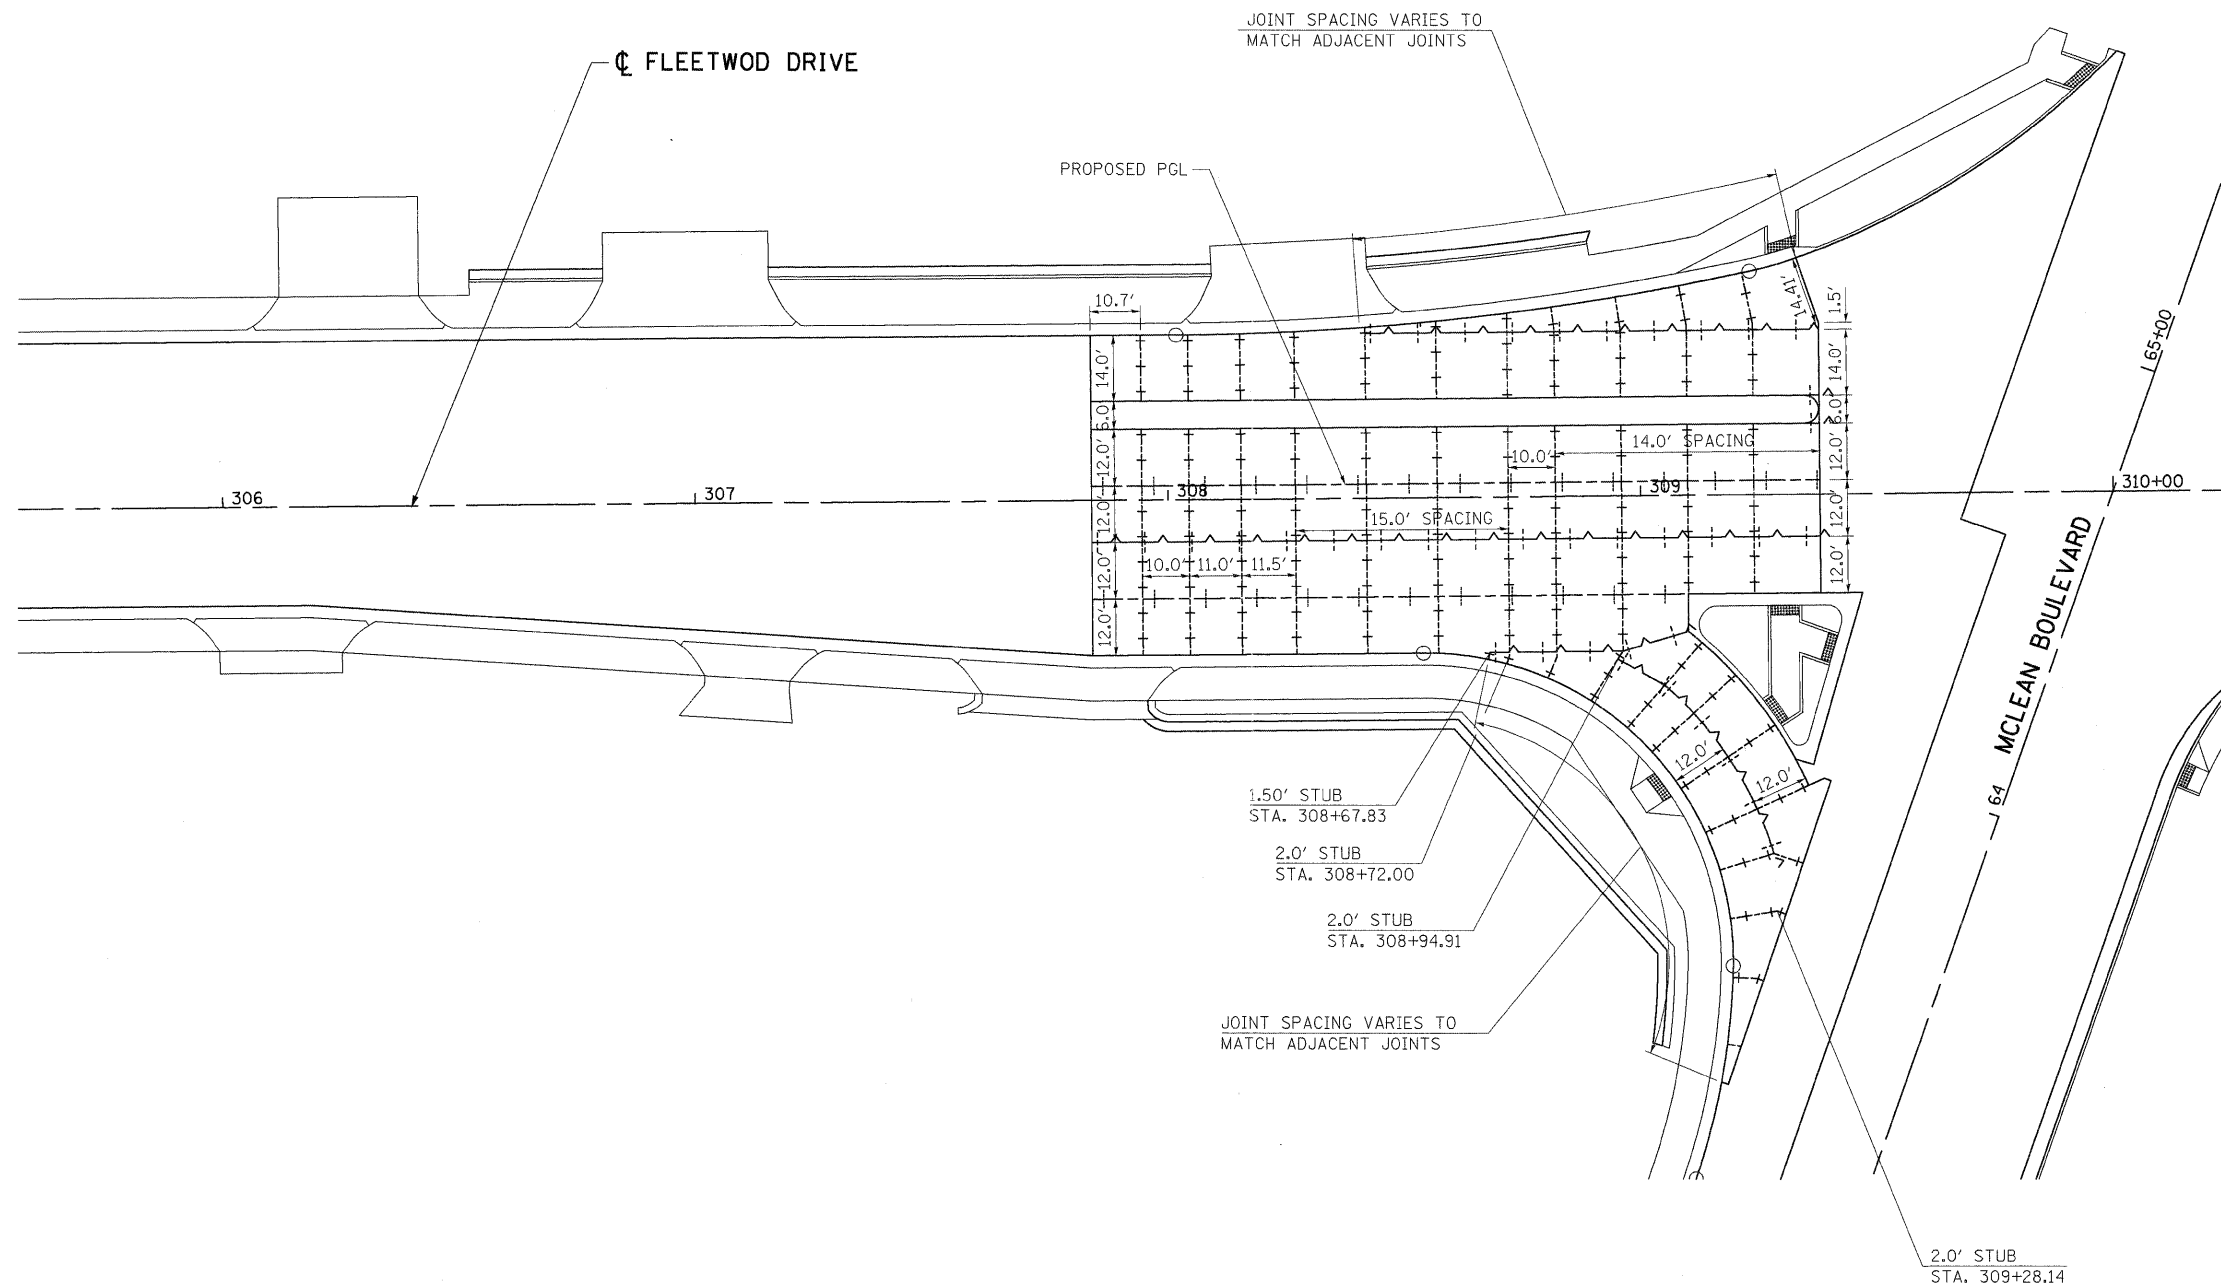 JOINT SPACING VARIES TO
MATCH ADJACENT JOINTS
℄ FLEETWOD DRIVE
PROPOSED PGL
10.7'
14.41'
1.5'
14.0'
14.0'
6.0'
6.0'
12.0'
12.0'
14.0' SPACING
10.0'
306
307
308
309
310+00
65+00
12.0'
12.0'
15.0' SPACING
10.0'
11.0'
11.5'
12.0'
12.0'
12.0'
MCLEAN BOULEVARD
64
12.0'
12.0'
1.50' STUB
STA. 308+67.83
2.0' STUB
STA. 308+72.00
2.0' STUB
STA. 308+94.91
JOINT SPACING VARIES TO
MATCH ADJACENT JOINTS
2.0' STUB
STA. 309+28.14